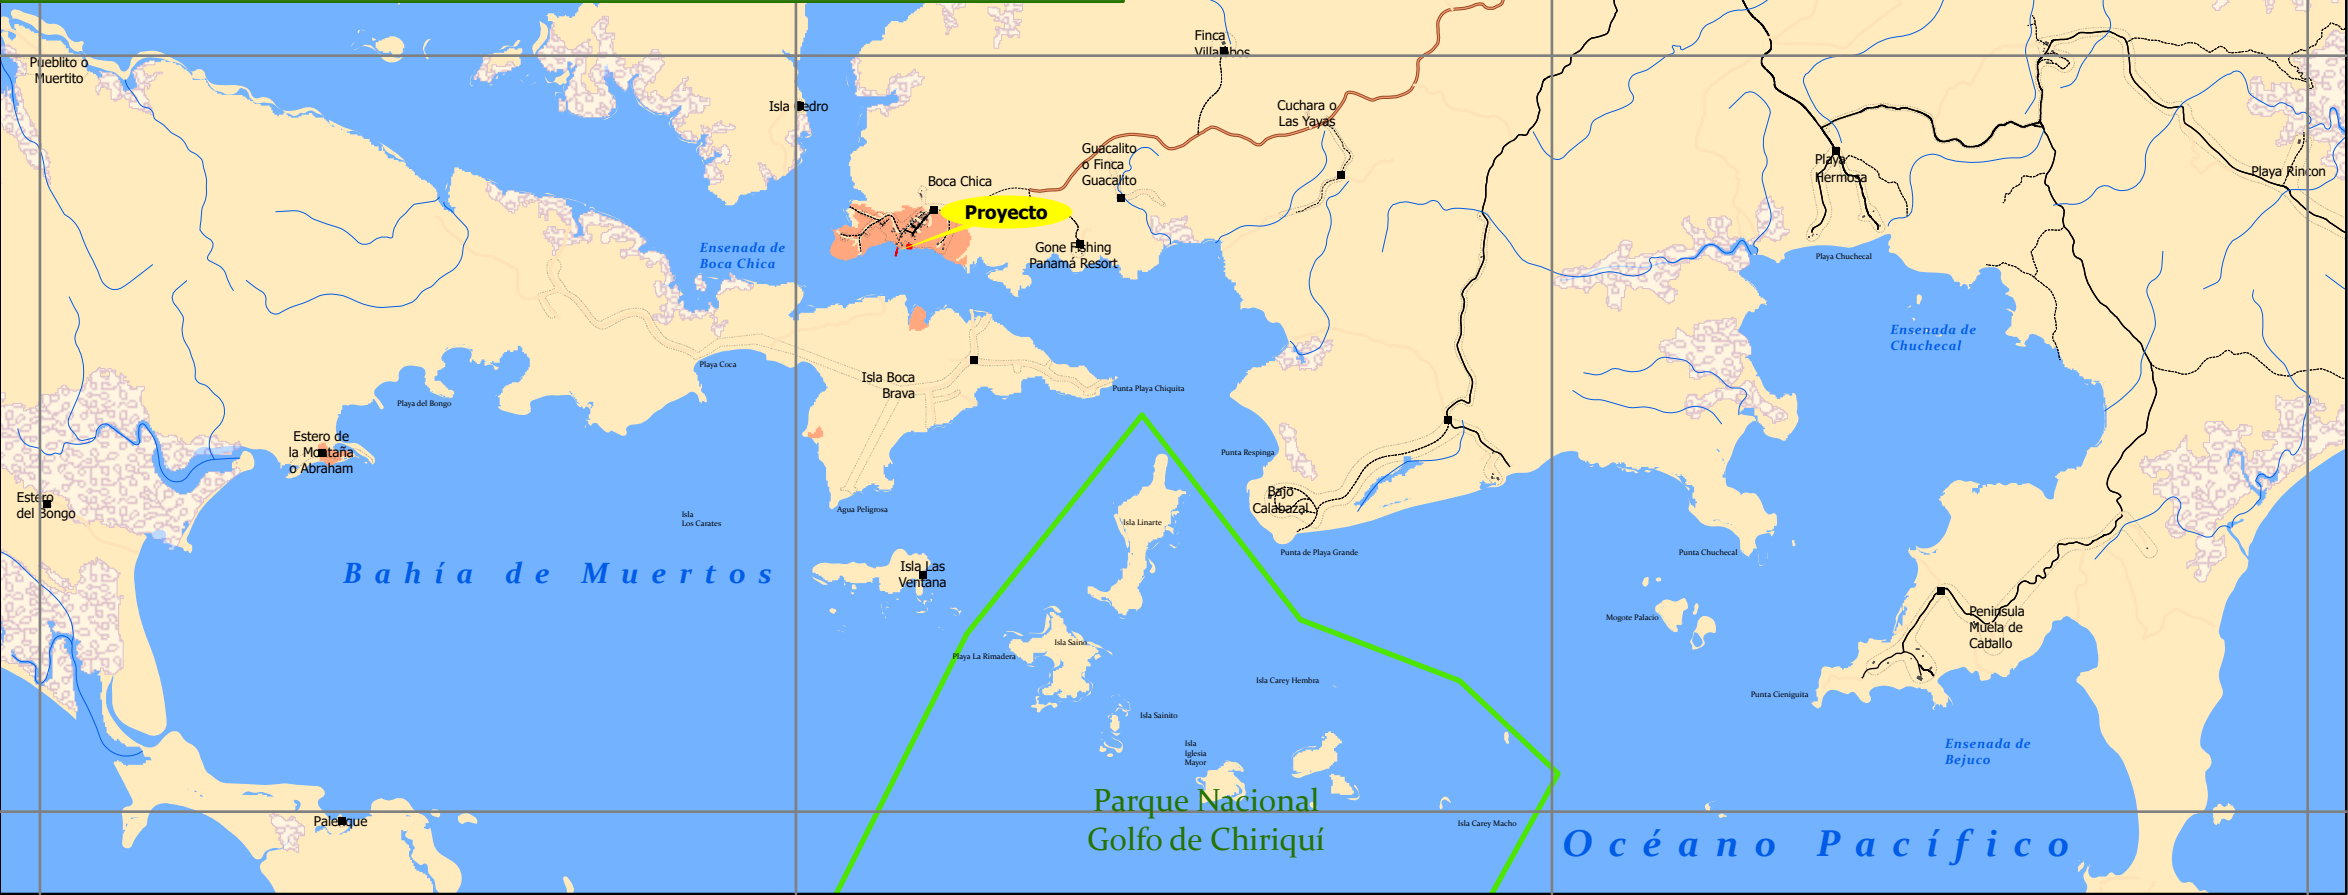 Finca
Villalobos
Pueblito o
Muertito
Isla Cedro
Cuchara o
Las Yayas
Guacalito
o Finca
Guacalito
Playa
Hermosa
Playa Rincon
Boca Chica
Proyecto
Ensenada de
Boca Chica
Gone Fishing
Panamá Resort
Playa Chuchecal
Ensenada de
Chuchecal
Playa Coca
Isla Boca
Brava
Punta Playa Chiquita
Playa del Bongo
Estero de
la Montaña
o Abraham
Punta Respinga
Estero
del Bongo
Bajo
Calabazal
Agua Peligrosa
Isla
Los Carates
Isla Linarte
Punta de Playa Grande
Punta Chuchecal
Bahía de Muertos
Isla Las
Ventana
Mogote Palacio
Peninsula
Muela de
Caballo
Isla Saino
Playa La Rimadera
Isla Carey Hembra
Punta Cieniguita
Isla Sainito
Isla
Iglesia
Mayor
Ensenada de
Bejuco
Parque Nacional
Golfo de Chiriquí
Palenque
Isla Carey Macho
Océano Pacífico